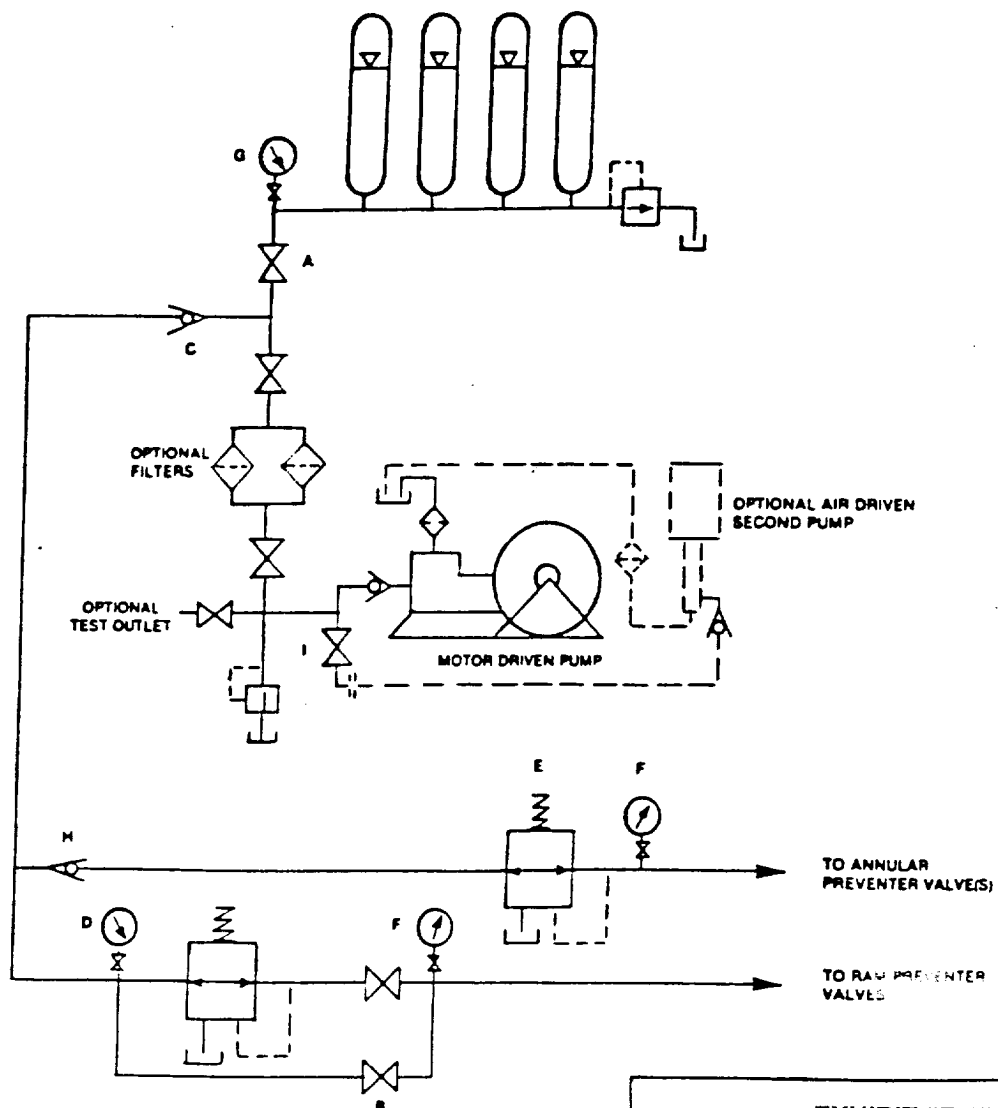 G
A
C
OPTIONAL
FILTERS
OPTIONAL AIR DRIVEN
SECOND PUMP
OPTIONAL
TEST OUTLET
I
MOTOR DRIVEN PUMP
E
F
H
TO ANNULAR
PREVENTER VALVE(S)
D
F
TO RAM PREVENTER
VALVES